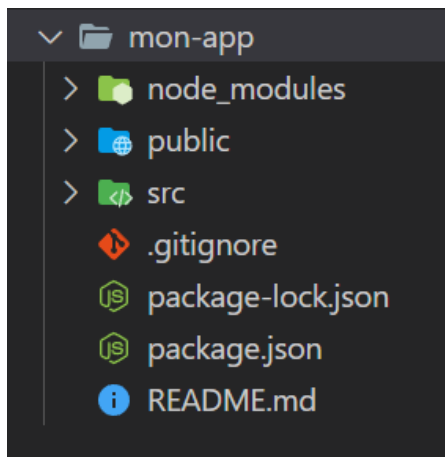 mon-app
node_modules
public
src
.gitignore
package-lock.json
package.json
README.md